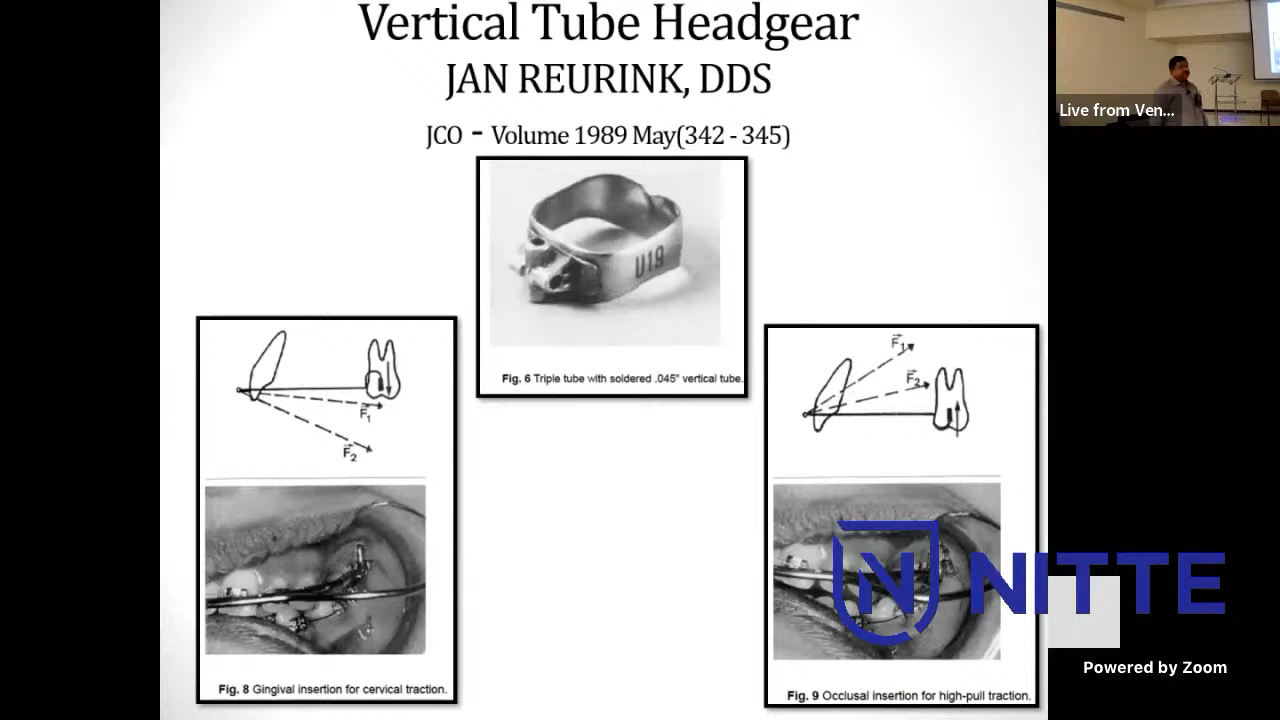 Vertical Tube Headgear
JAN REURINK, DDS
JCO - Volume 1989 May(342 - 345)
Live from Ven...
U19
Fig. 6 Triple tube with soldered .045" vertical tube.
F1
F2
Fig. 8 Gingival insertion for cervical traction.
F1
F2
Fig. 9 Occlusal insertion for high-pull traction.
N NITTE
Powered by Zoom